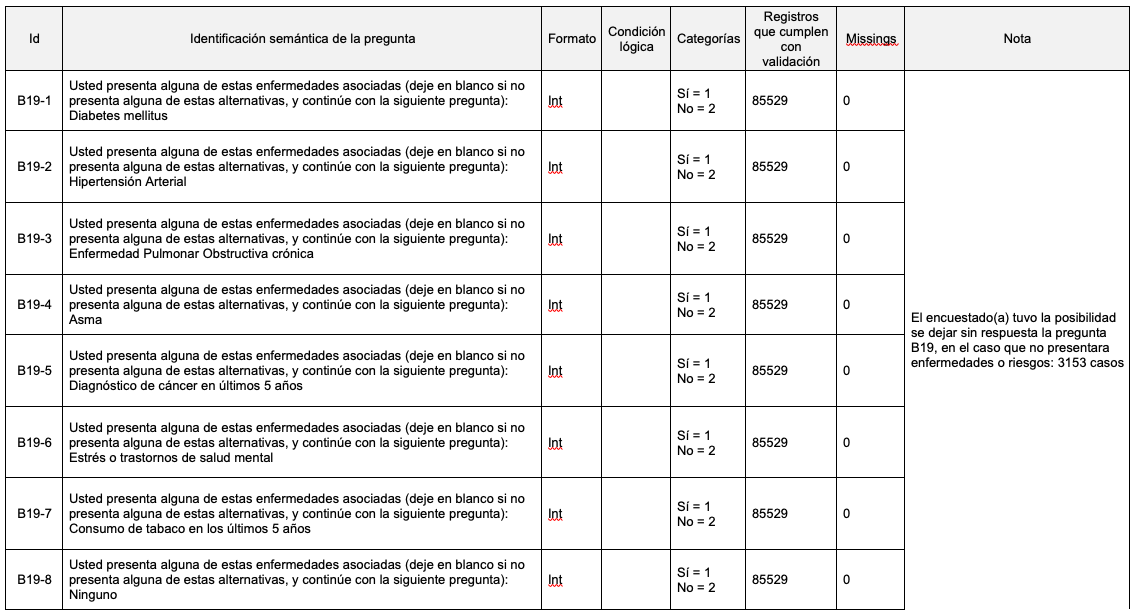 Id
Identificación semántica de la pregunta
Formato
Condición
lógica
Categorías
Registros
que cumplen
con
validación
Missings
Nota
B19-1
Usted presenta alguna de estas enfermedades asociadas (deje en blanco si no
presenta alguna de estas alternativas, y continúe con la siguiente pregunta):
Diabetes mellitus
Int
Sí = 1
No = 2
85529
0
B19-2
Usted presenta alguna de estas enfermedades asociadas (deje en blanco si no
presenta alguna de estas alternativas, y continúe con la siguiente pregunta):
Hipertensión Arterial
Int
Sí = 1
No = 2
85529
0
B19-3
Usted presenta alguna de estas enfermedades asociadas (deje en blanco si no
presenta alguna de estas alternativas, y continúe con la siguiente pregunta):
Enfermedad Pulmonar Obstructiva crónica
Int
Sí = 1
No = 2
85529
0
B19-4
Usted presenta alguna de estas enfermedades asociadas (deje en blanco si no
presenta alguna de estas alternativas, y continúe con la siguiente pregunta):
Asma
Int
Sí = 1
No = 2
85529
0
El encuestado(a) tuvo la posibilidad
se dejar sin respuesta la pregunta
B19, en el caso que no presentara
enfermedades o riesgos: 3153 casos
B19-5
Usted presenta alguna de estas enfermedades asociadas (deje en blanco si no
presenta alguna de estas alternativas, y continúe con la siguiente pregunta):
Diagnóstico de cáncer en últimos 5 años
Int
Sí = 1
No = 2
85529
0
B19-6
Usted presenta alguna de estas enfermedades asociadas (deje en blanco si no
presenta alguna de estas alternativas, y continúe con la siguiente pregunta):
Estrés o trastornos de salud mental
Int
Sí = 1
No = 2
85529
0
B19-7
Usted presenta alguna de estas enfermedades asociadas (deje en blanco si no
presenta alguna de estas alternativas, y continúe con la siguiente pregunta):
Consumo de tabaco en los últimos 5 años
Int
Sí = 1
No = 2
85529
0
B19-8
Usted presenta alguna de estas enfermedades asociadas (deje en blanco si no
presenta alguna de estas alternativas, y continúe con la siguiente pregunta):
Ninguno
Int
Sí = 1
No = 2
85529
0